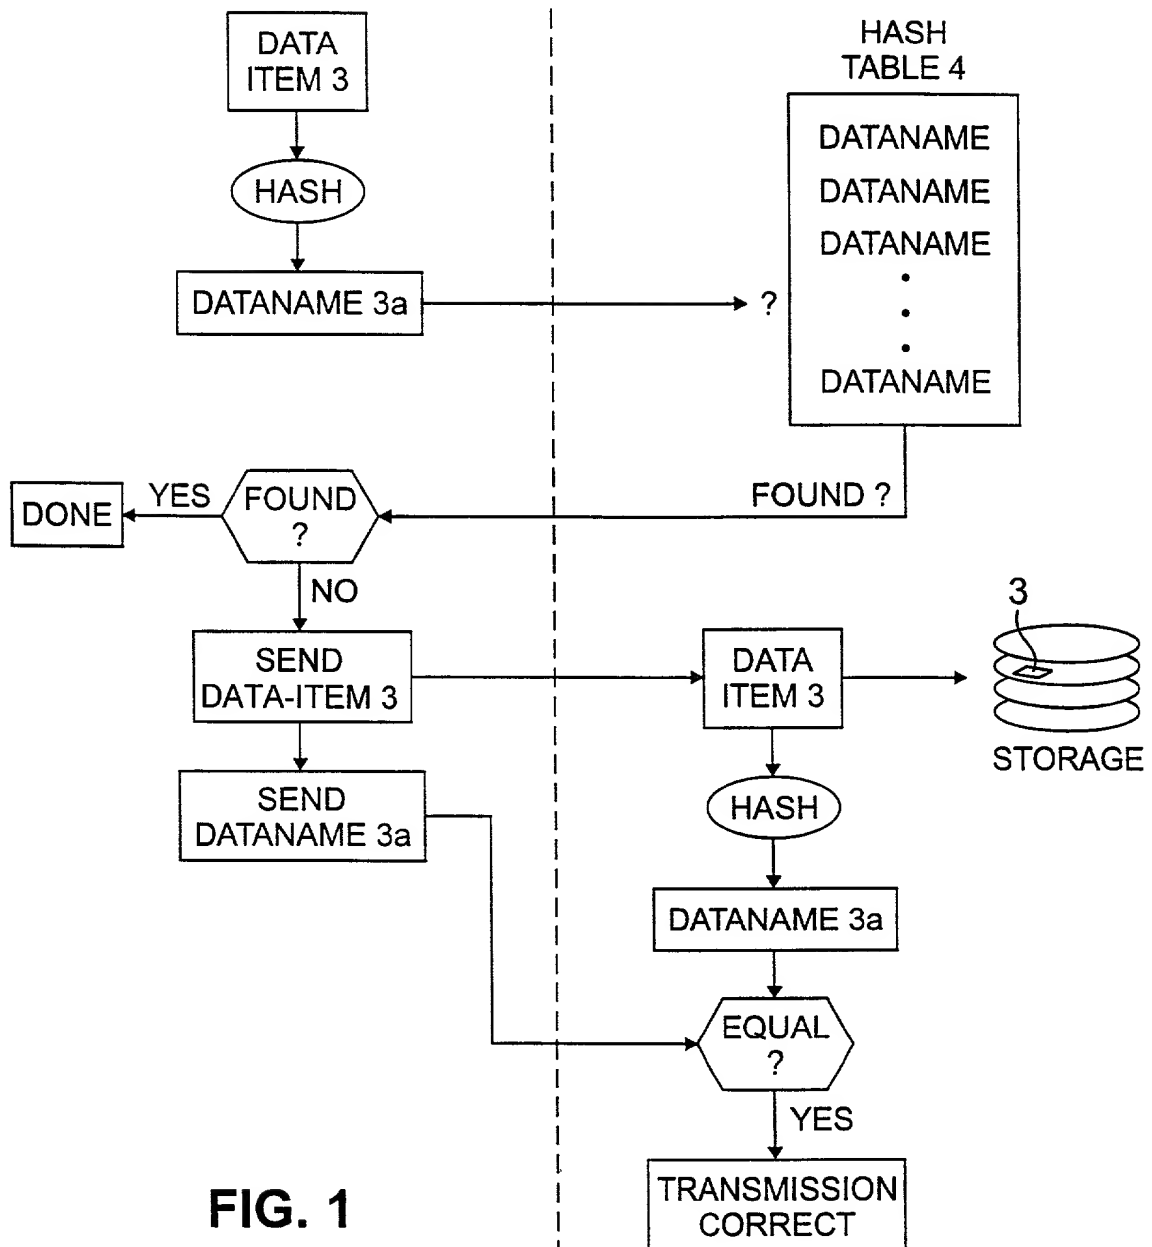 DATA
ITEM 3
HASH
DATANAME 3a
?
HASH
TABLE 4
DATANAME
DATANAME
DATANAME
DATANAME
FOUND ?
FOUND
?
YES
DONE
NO
SEND
DATA-ITEM 3
SEND
DATANAME 3a
DATA
ITEM 3
3
STORAGE
HASH
DATANAME 3a
EQUAL
?
YES
TRANSMISSION
CORRECT
FIG. 1